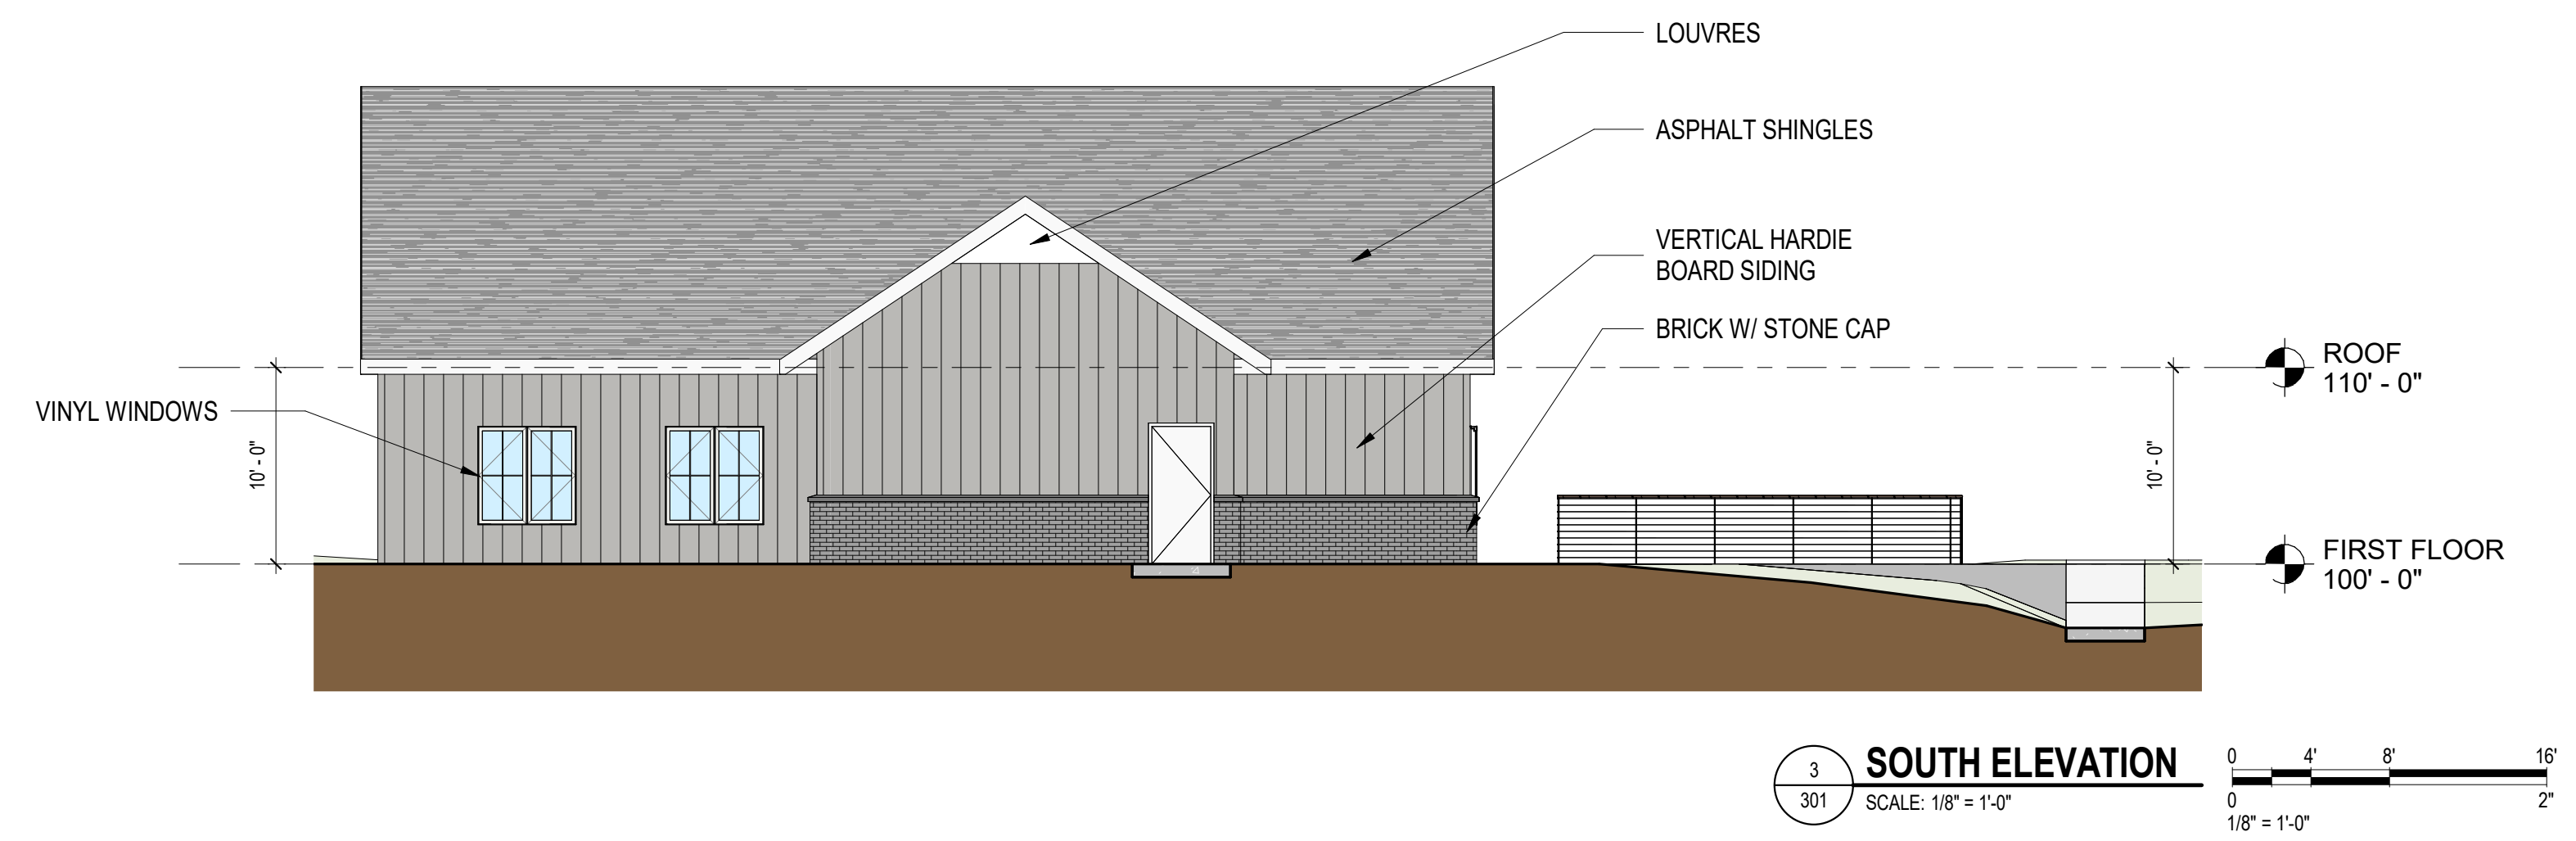 LOUVRES
ASPHALT SHINGLES
VERTICAL HARDIE
BOARD SIDING
BRICK W/ STONE CAP
VINYL WINDOWS
10' - 0"
10' - 0"
ROOF
110' - 0"
FIRST FLOOR
100' - 0"
3
301
SOUTH ELEVATION
SCALE: 1/8" = 1'-0"
0 4' 8' 16'
0 2"
1/8" = 1'-0"